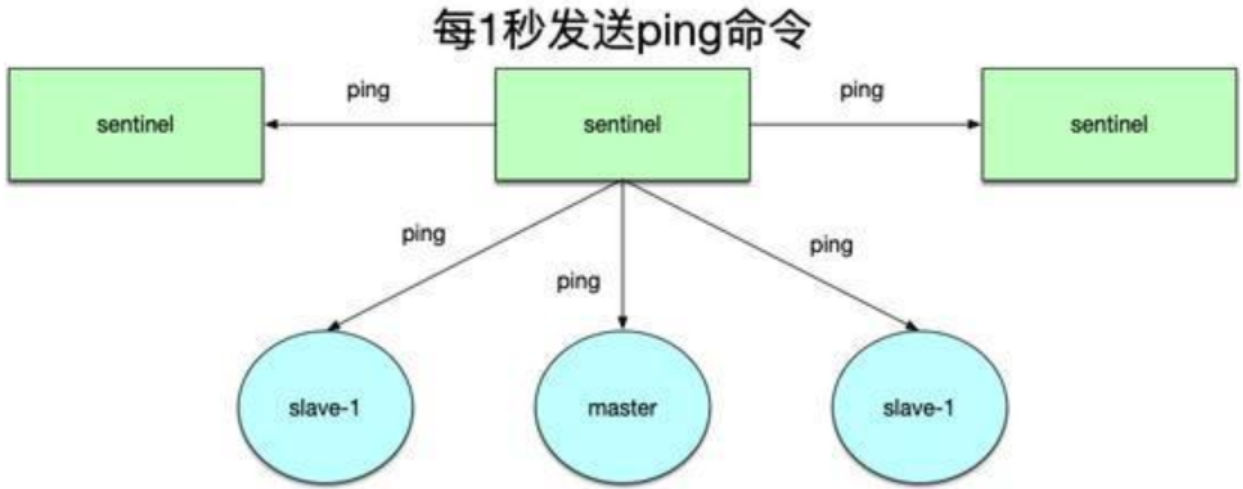 每1秒发送ping命令
ping
ping
sentinel
sentinel
sentinel
ping
ping
ping
slave-1
master
slave-1